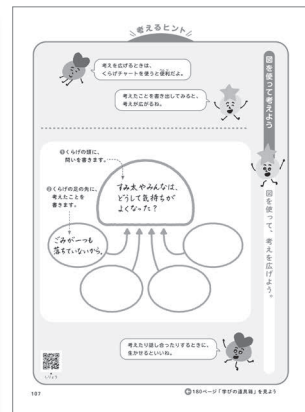 考えるヒント
考えを広げるときは、
くらげチャートを使うと便利だよ。
考えたことを書き出してみると、
考えが広がるね。
図を使って考えよう
図を使って、考えを広げよう。
❶くらげの頭に、
問いを書きます。
すみ太やみんなは、
どうして気持ちが
よくなった?
❷くらげの足の先に、
考えたことを
書きます。
ごみが一つも
落ちていないから。
考えたり話し合ったりするときに、
生かせるといいね。
187
180ページ「学びの道具箱」を見よう